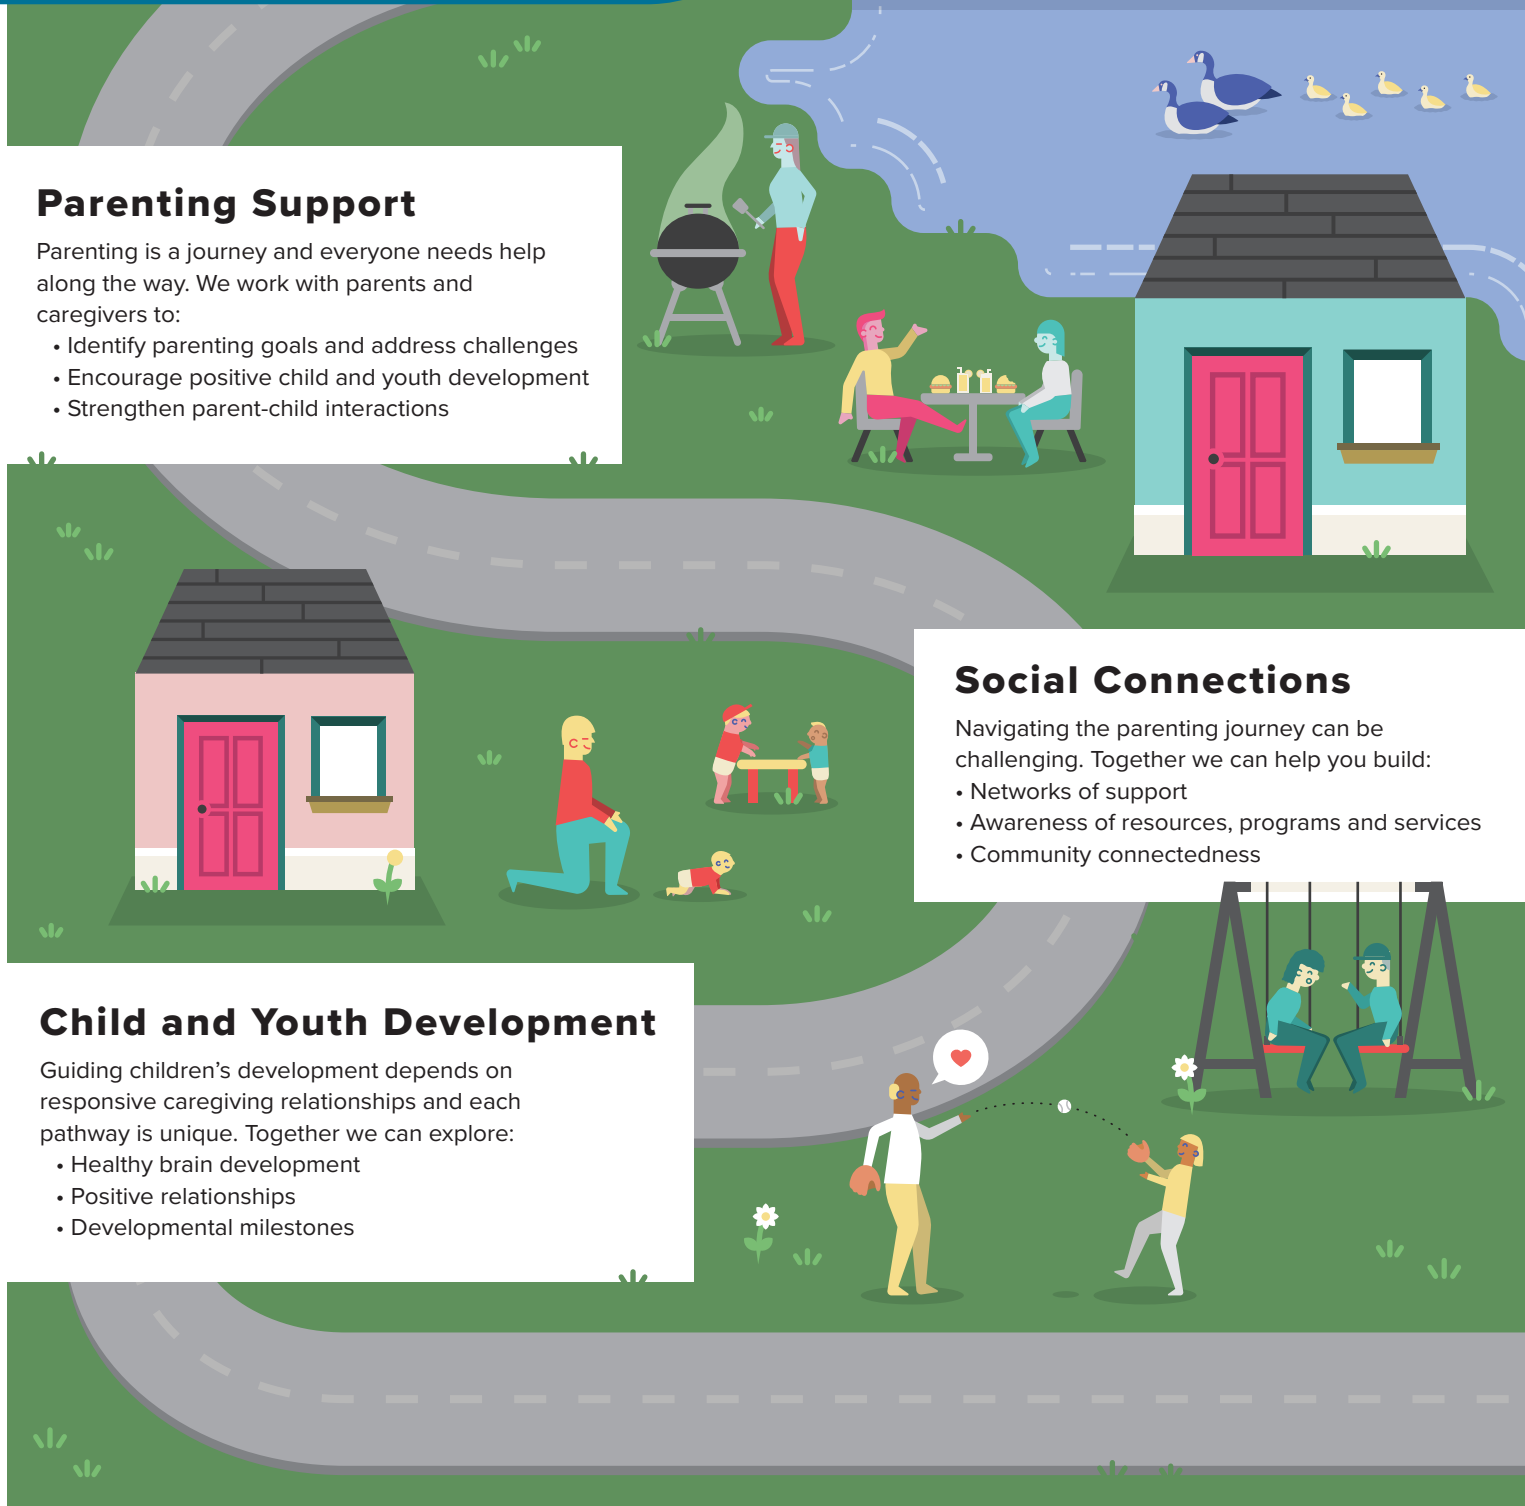 Parenting Support
Parenting is a journey and everyone needs help
along the way. We work with parents and
caregivers to:
• Identify parenting goals and address challenges
• Encourage positive child and youth development
• Strengthen parent-child interactions
Social Connections
Navigating the parenting journey can be
challenging. Together we can help you build:
• Networks of support
• Awareness of resources, programs and services
• Community connectedness
Child and Youth Development
Guiding children’s development depends on
responsive caregiving relationships and each
pathway is unique. Together we can explore:
• Healthy brain development
• Positive relationships
• Developmental milestones